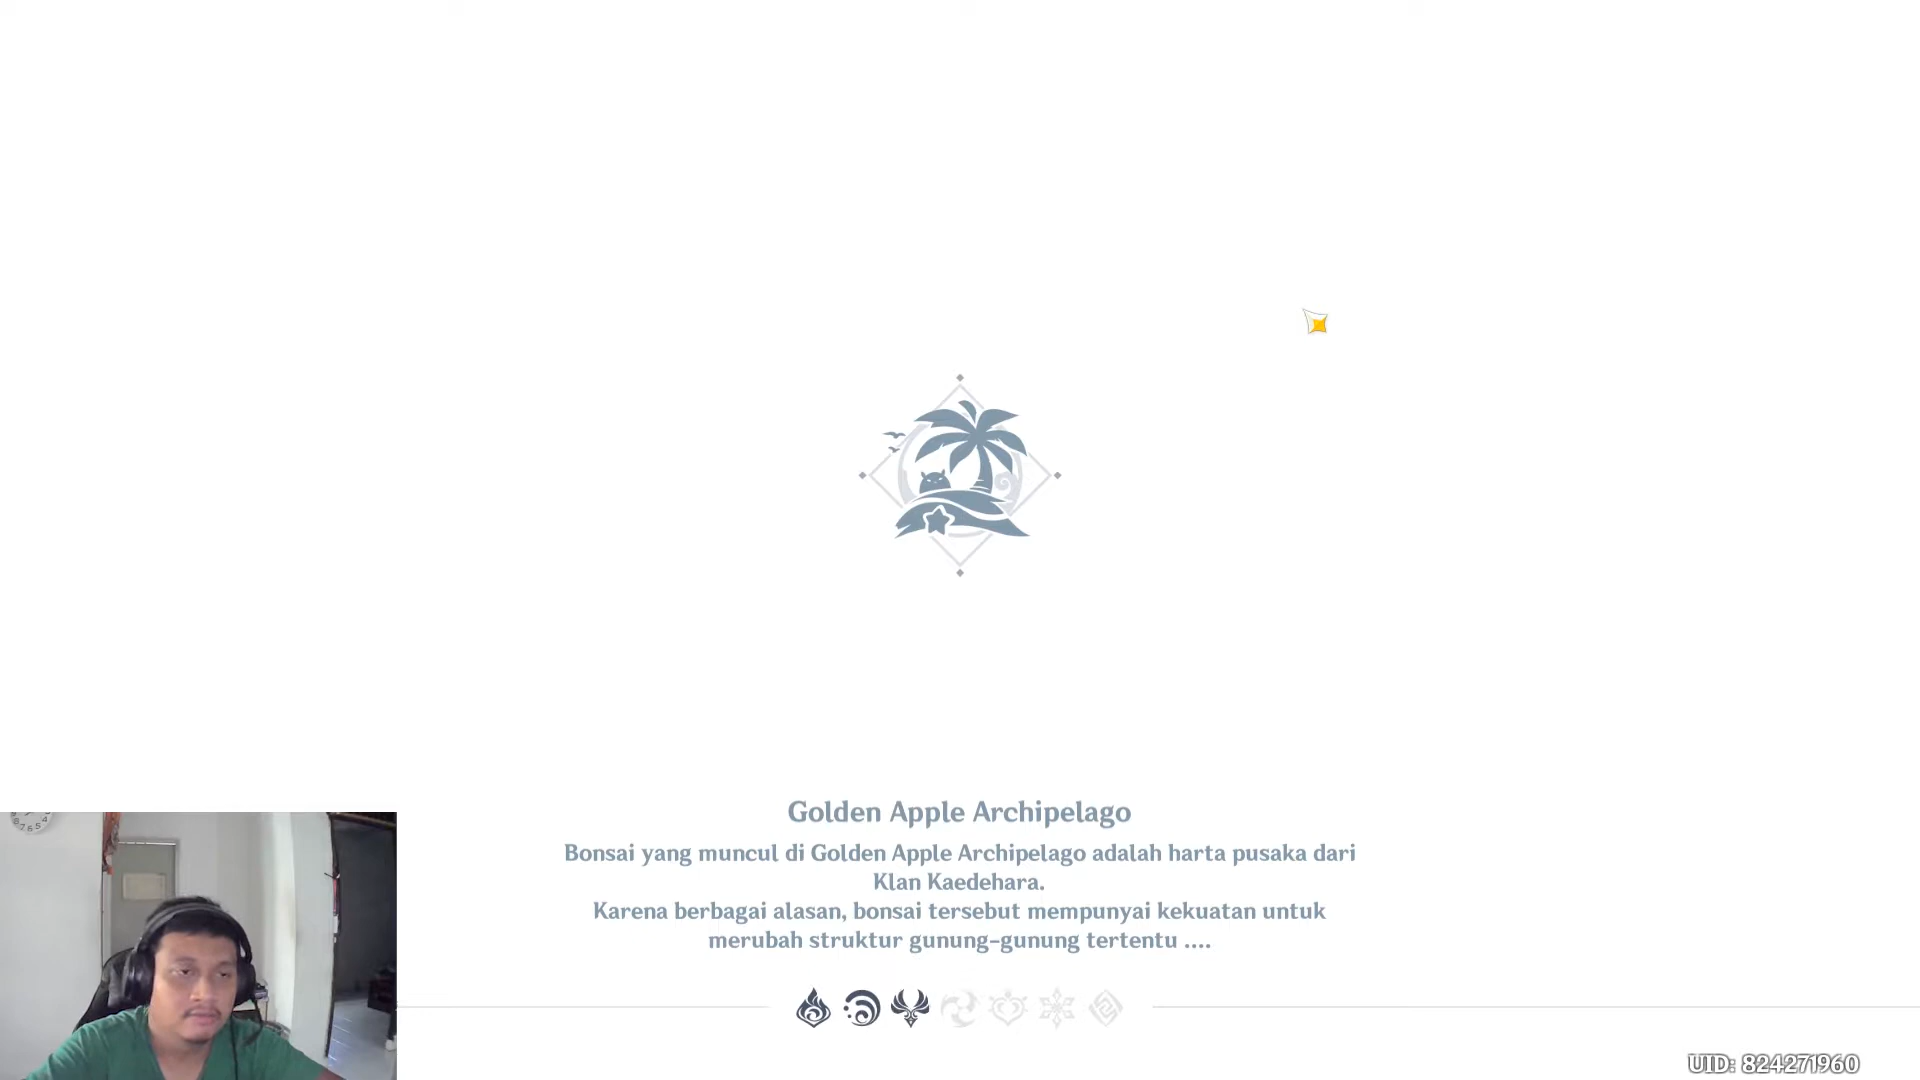 Golden Apple Archipelago
Bonsai yang muncul di Golden Apple Archipelago adalah harta pusaka dari
Klan Kaedehara.
Karena berbagai alasan, bonsai tersebut mempunyai kekuatan untuk
merubah struktur gunung-gunung tertentu ....
UID: 824271960